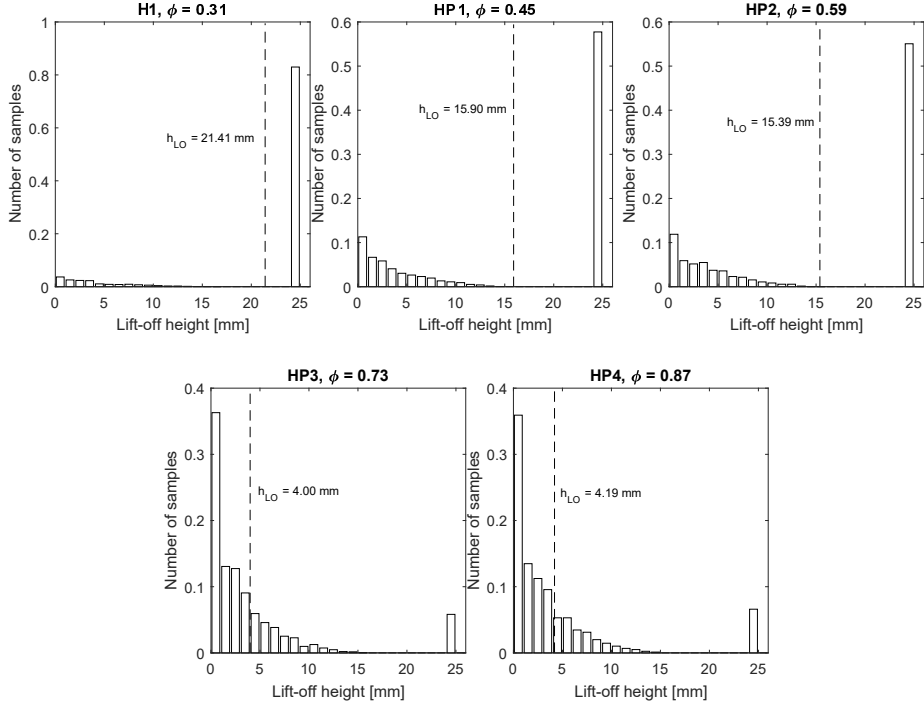 H1, ϕ = 0.31
Number of samples
1
0.8
0.6
0.4
0.2
0
h_LO = 21.41 mm
0 5 10 15 20 25
Lift-off height [mm]
HP1, ϕ = 0.45
Number of samples
0.6
0.5
0.4
0.3
0.2
0.1
0
h_LO = 15.90 mm
0 5 10 15 20 25
Lift-off height [mm]
HP2, ϕ = 0.59
Number of samples
0.6
0.5
0.4
0.3
0.2
0.1
0
h_LO = 15.39 mm
0 5 10 15 20 25
Lift-off height [mm]
HP3, ϕ = 0.73
Number of samples
0.4
0.3
0.2
0.1
0
h_LO = 4.00 mm
0 5 10 15 20 25
Lift-off height [mm]
HP4, ϕ = 0.87
Number of samples
0.4
0.3
0.2
0.1
0
h_LO = 4.19 mm
0 5 10 15 20 25
Lift-off height [mm]